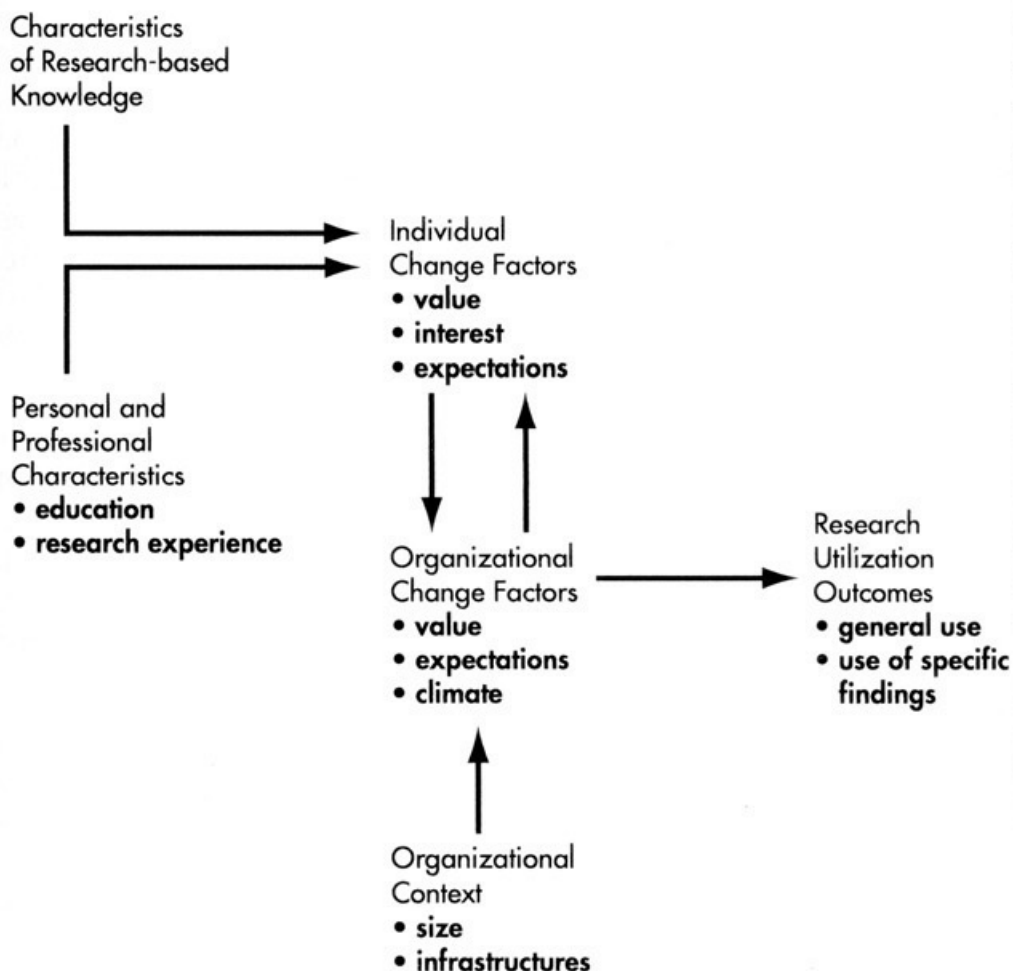 Characteristics
of Research-based
Knowledge
Individual
Change Factors
• value
• interest
• expectations
Personal and
Professional
Characteristics
• education
• research experience
Organizational
Change Factors
• value
• expectations
• climate
Research
Utilization
Outcomes
• general use
• use of specific
findings
Organizational
Context
• size
• infrastructures